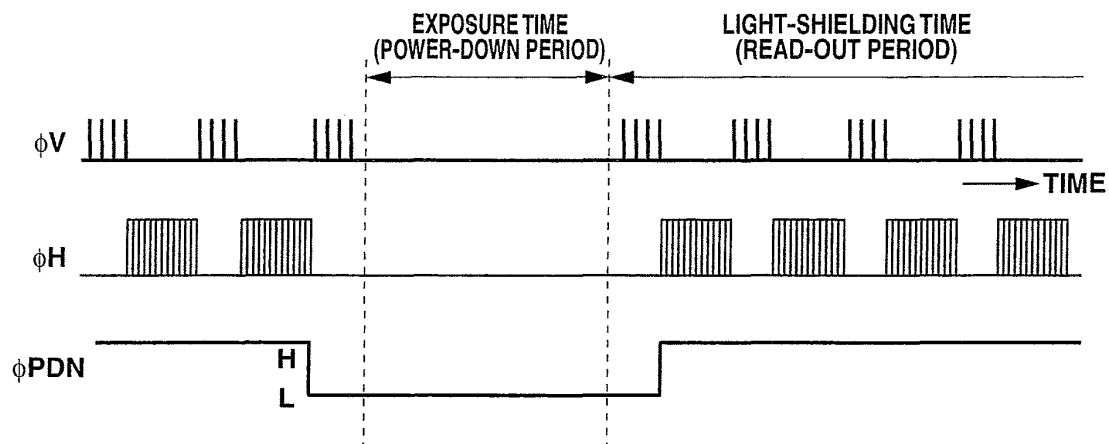 EXPOSURE TIME
(POWER-DOWN PERIOD)
LIGHT-SHIELDING TIME
(READ-OUT PERIOD)
ϕV
TIME
ϕH
ϕPDN
H
L